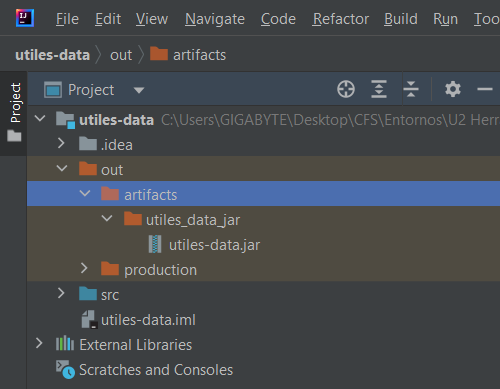 IJ File Edit View Navigate Code Refactor Build Run Too
utiles-data out artifacts
Project
Project
utiles-data C:\Users\GIGABYTE\Desktop\CFS\Entornos\U2 Herr
.idea
out
artifacts
utiles_data_jar
utiles-data.jar
production
src
utiles-data.iml
External Libraries
Scratches and Consoles